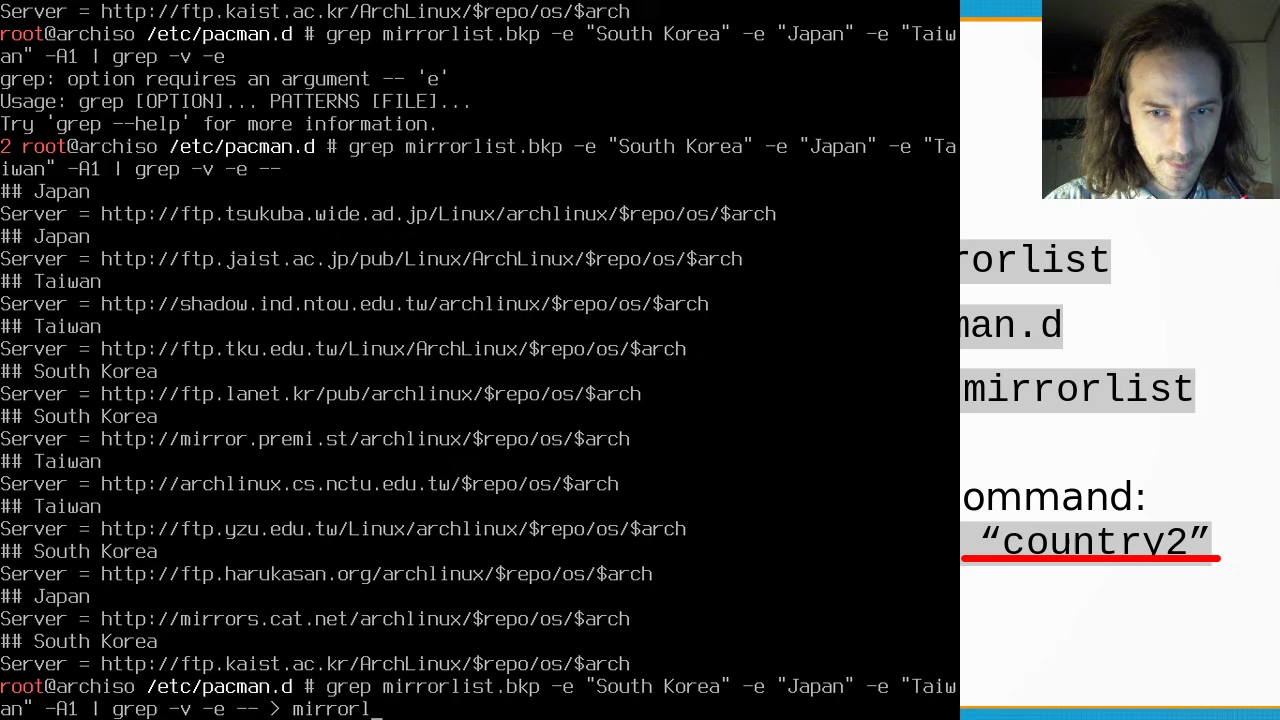 Server = http://ftp.kaist.ac.kr/ArchLinux/$repo/os/$arch
root@archiso /etc/pacman.d # grep mirrorlist.bkp -e "South Korea" -e "Japan" -e "Taiw
an" -A1 | grep -v -e
grep: option requires an argument -- 'e'
Usage: grep [OPTION]... PATTERNS [FILE]...
Try 'grep --help' for more information.
2 root@archiso /etc/pacman.d # grep mirrorlist.bkp -e "South Korea" -e "Japan" -e "Ta
iwan" -A1 | grep -v -e --
## Japan
Server = http://ftp.tsukuba.wide.ad.jp/Linux/archlinux/$repo/os/$arch
## Japan
Server = http://ftp.jaist.ac.jp/pub/Linux/ArchLinux/$repo/os/$arch
## Taiwan
Server = http://shadow.ind.ntou.edu.tw/archlinux/$repo/os/$arch
## Taiwan
Server = http://ftp.tku.edu.tw/Linux/ArchLinux/$repo/os/$arch
## South Korea
Server = http://ftp.lanet.kr/pub/archlinux/$repo/os/$arch
## South Korea
Server = http://mirror.premi.st/archlinux/$repo/os/$arch
## Taiwan
Server = http://archlinux.cs.nctu.edu.tw/$repo/os/$arch
## Taiwan
Server = http://ftp.yzu.edu.tw/Linux/ArchLinux/$repo/os/$arch
## South Korea
Server = http://ftp.harukasan.org/archlinux/$repo/os/$arch
## Japan
Server = http://mirrors.cat.net/archlinux/$repo/os/$arch
## South Korea
Server = http://ftp.kaist.ac.kr/ArchLinux/$repo/os/$arch
root@archiso /etc/pacman.d # grep mirrorlist.bkp -e "South Korea" -e "Japan" -e "Taiw
an" -A1 | grep -v -e -- > mirrorl_
rorlist
man.d
mirrorlist
ommand:
“country2”